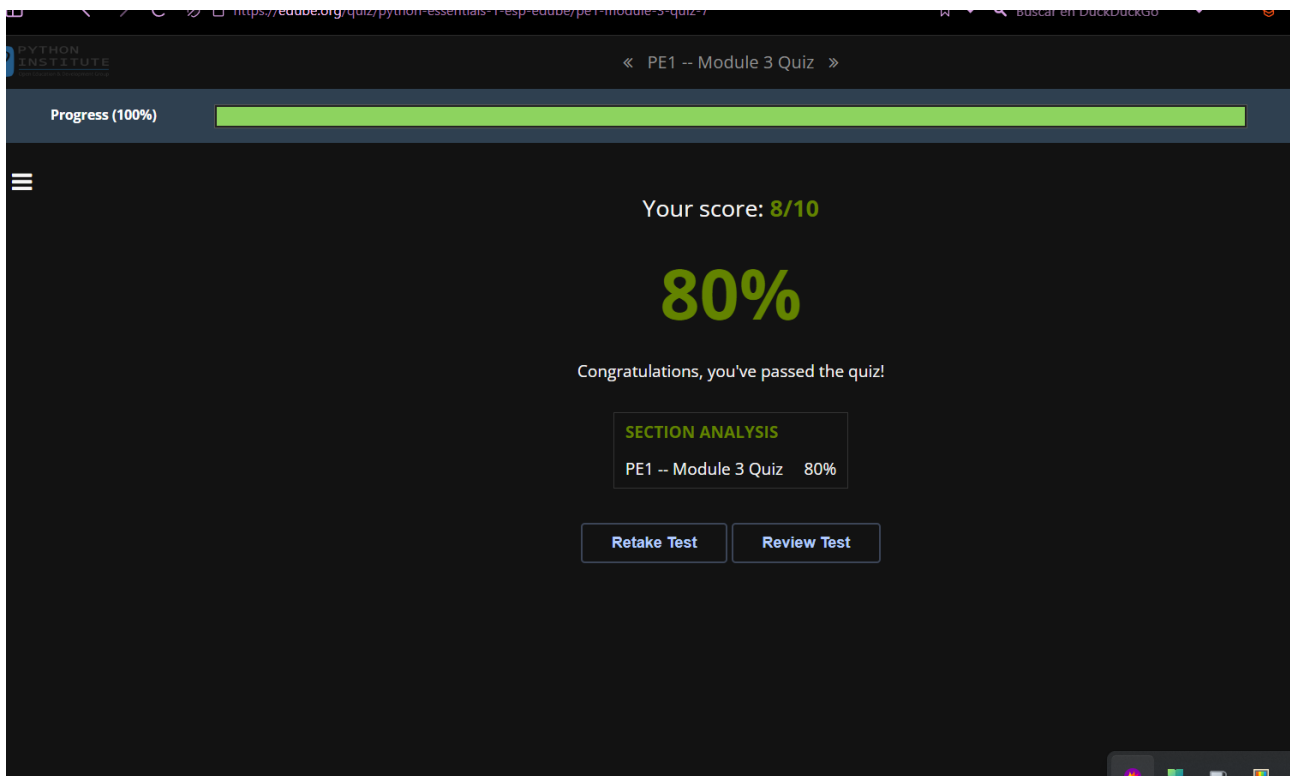 https://edube.org/quiz/python-essentials-1-esp-edube/pe1-module-3-quiz-7
Buscar en DuckDuckGo
PYTHON
INSTITUTE
« PE1 -- Module 3 Quiz »
Progress (100%)
Your score: 8/10
80%
Congratulations, you've passed the quiz!
SECTION ANALYSIS
PE1 -- Module 3 Quiz 80%
Retake Test
Review Test